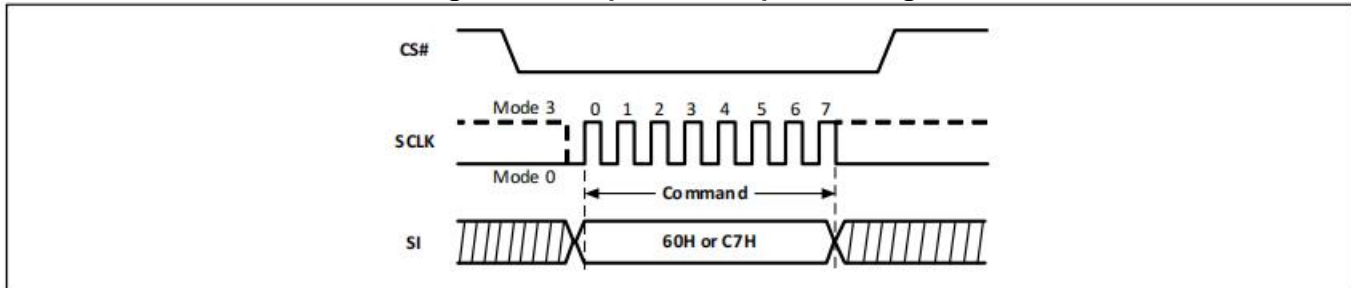 CS#
Mode 3 0 1 2 3 4 5 6 7
SCLK
Mode 0
Command
SI 60H or C7H